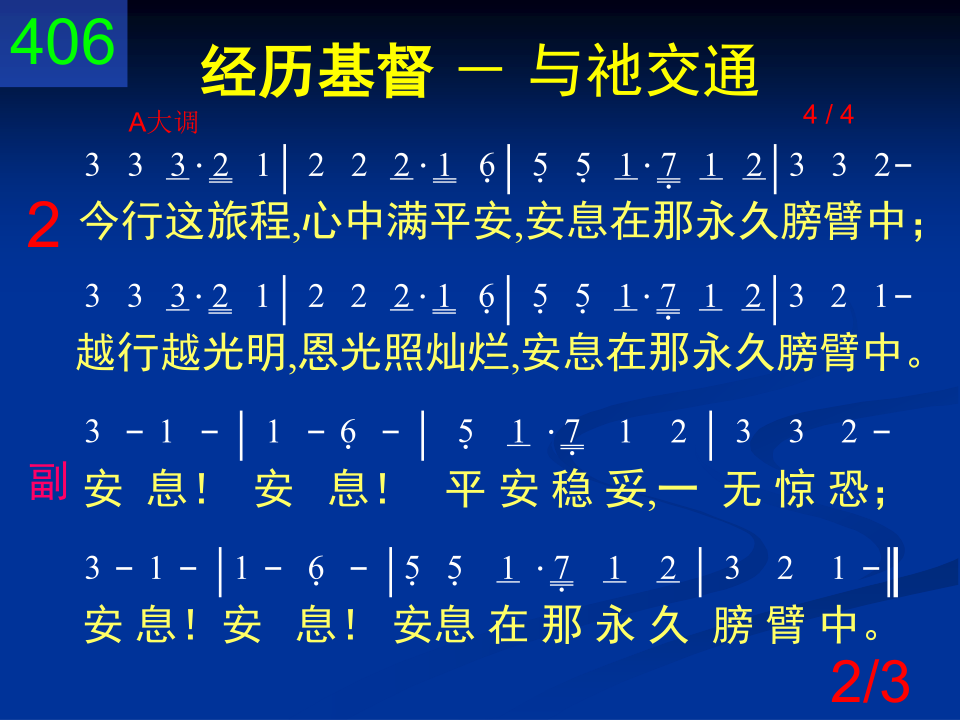 406
经历基督 － 与祂交通
A大调
4 / 4
3 3 3·2 1│2 2 2·1 6̣│5̣ 5̣ 1·7̣ 1 2│3 3 2-
2 今行这旅程,心中满平安,安息在那永久膀臂中；
3 3 3·2 1│2 2 2·1 6̣│5̣ 5̣ 1·7̣ 1 2│3 2 1-
越行越光明,恩光照灿烂,安息在那永久膀臂中。
3 - 1 -│1 - 6̣ -│5̣ 1·7̣ 1 2│3 3 2 -
副 安 息！ 安 息！ 平 安 稳 妥,一 无 惊 恐；
3 - 1 -│1 - 6̣ -│5̣ 5̣ 1·7̣ 1 2│3 2 1 -‖
安 息！安 息！ 安息 在 那 永 久 膀 臂 中。
2/3